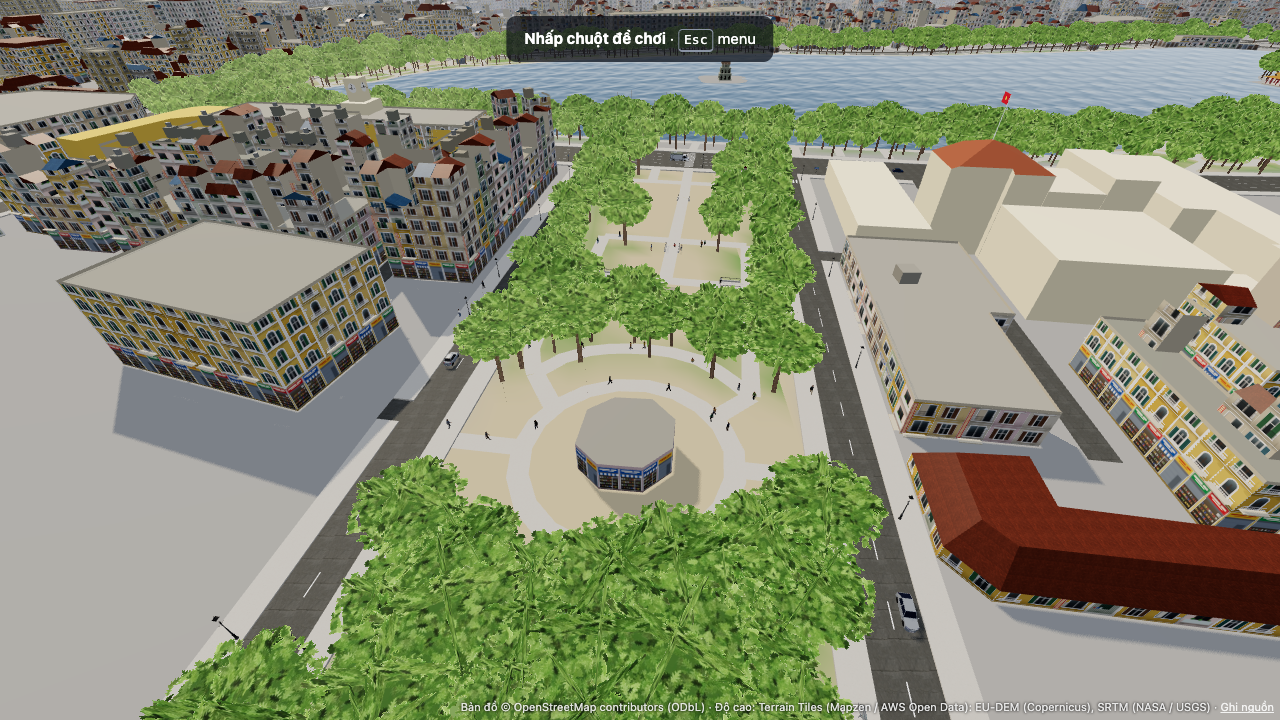 Nhấp chuột để chơi · Esc menu
Bản đồ © OpenStreetMap contributors (ODbL) · Độ cao: Terrain Tiles (Mapzen / AWS Open Data): EU-DEM (Copernicus), SRTM (NASA / USGS) · Ghi nguồn